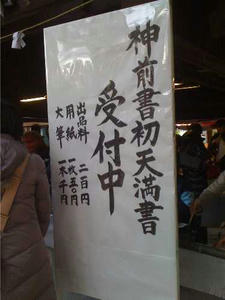 神前書初天満書
受付中
出品料 二百円
用紙 一枚五〇円
大筆 一本千円